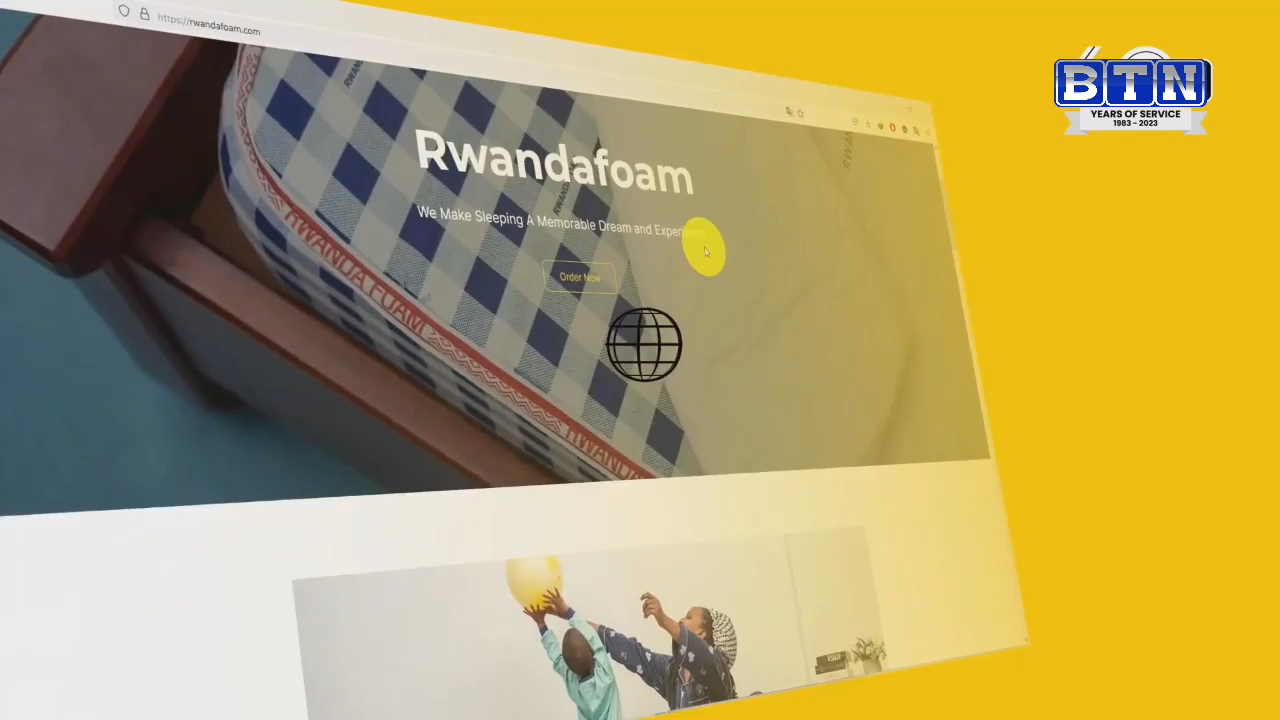 https://rwandafoam.com
BTN
YEARS OF SERVICE
1983 - 2023
Rwandafoam
We Make Sleeping A Memorable Dream and
Order Now
RWANDA FOAM
RWANDA